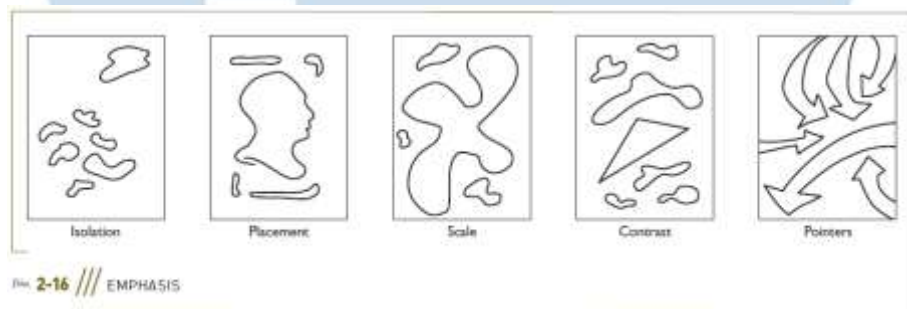 Isolation
Placement
Scale
Contrast
Pointers
2-16 /// EMPHASIS